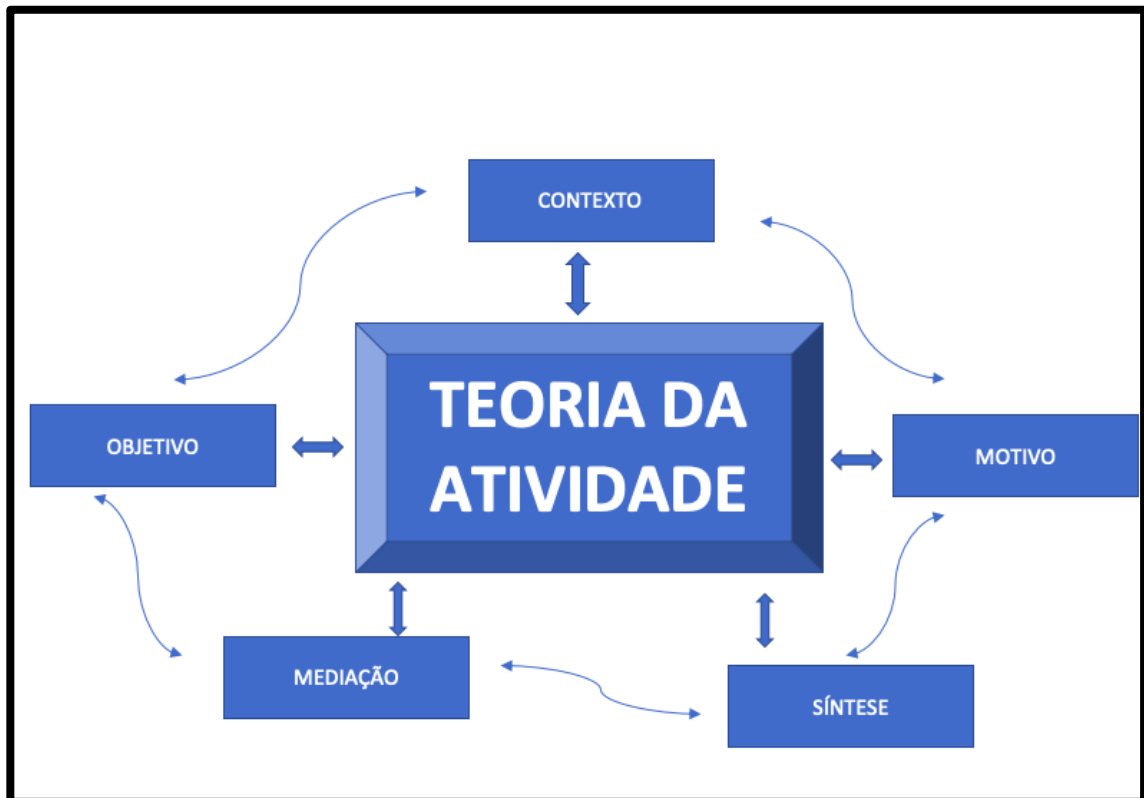 CONTEXTO
TEORIA DA
ATIVIDADE
OBJETIVO
MOTIVO
MEDIAÇÃO
SÍNTESE